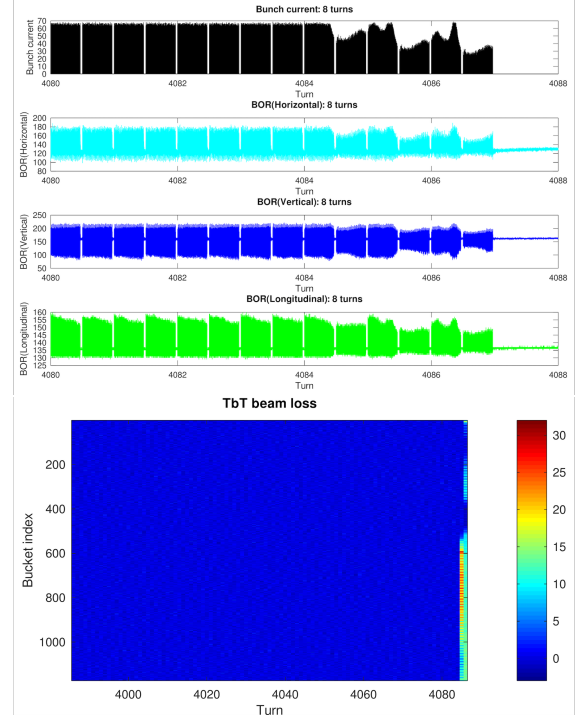 Bunch current: 8 turns
Bunch current
70
60
50
40
30
20
10
0
4080 4082 4084 4086 4088
Turn
BOR(Horizontal): 8 turns
BOR(Horizontal)
200
180
160
140
120
100
80
4080 4082 4084 4086 4088
Turn
BOR(Vertical): 8 turns
BOR(Vertical)
250
200
150
100
50
4080 4082 4084 4086 4088
Turn
BOR(Longitudinal): 8 turns
BOR(Longitudinal)
160
155
150
145
140
135
130
125
4080 4082 4084 4086 4088
Turn
TbT beam loss
Bucket index
200
400
600
800
1000
4000 4020 4040 4060 4080
Turn
30
25
20
15
10
5
0